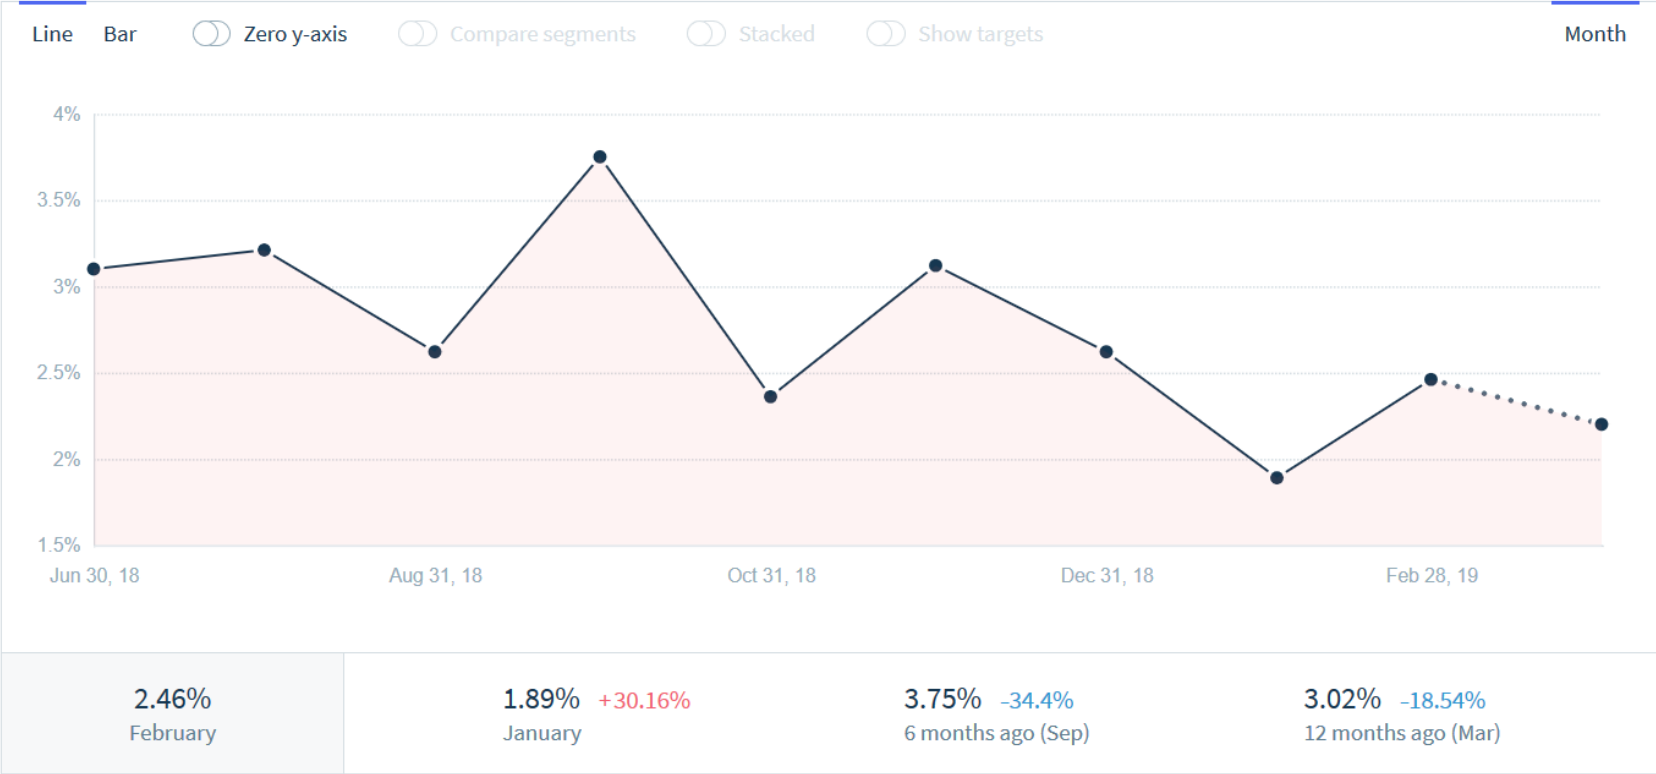 Line Bar Zero y-axis Compare segments Stacked Show targets Month
4%
3.5%
3%
2.5%
2%
1.5%
Jun 30, 18 Aug 31, 18 Oct 31, 18 Dec 31, 18 Feb 28, 19
2.46% 1.89% +30.16% 3.75% -34.4% 3.02% -18.54%
February January 6 months ago (Sep) 12 months ago (Mar)